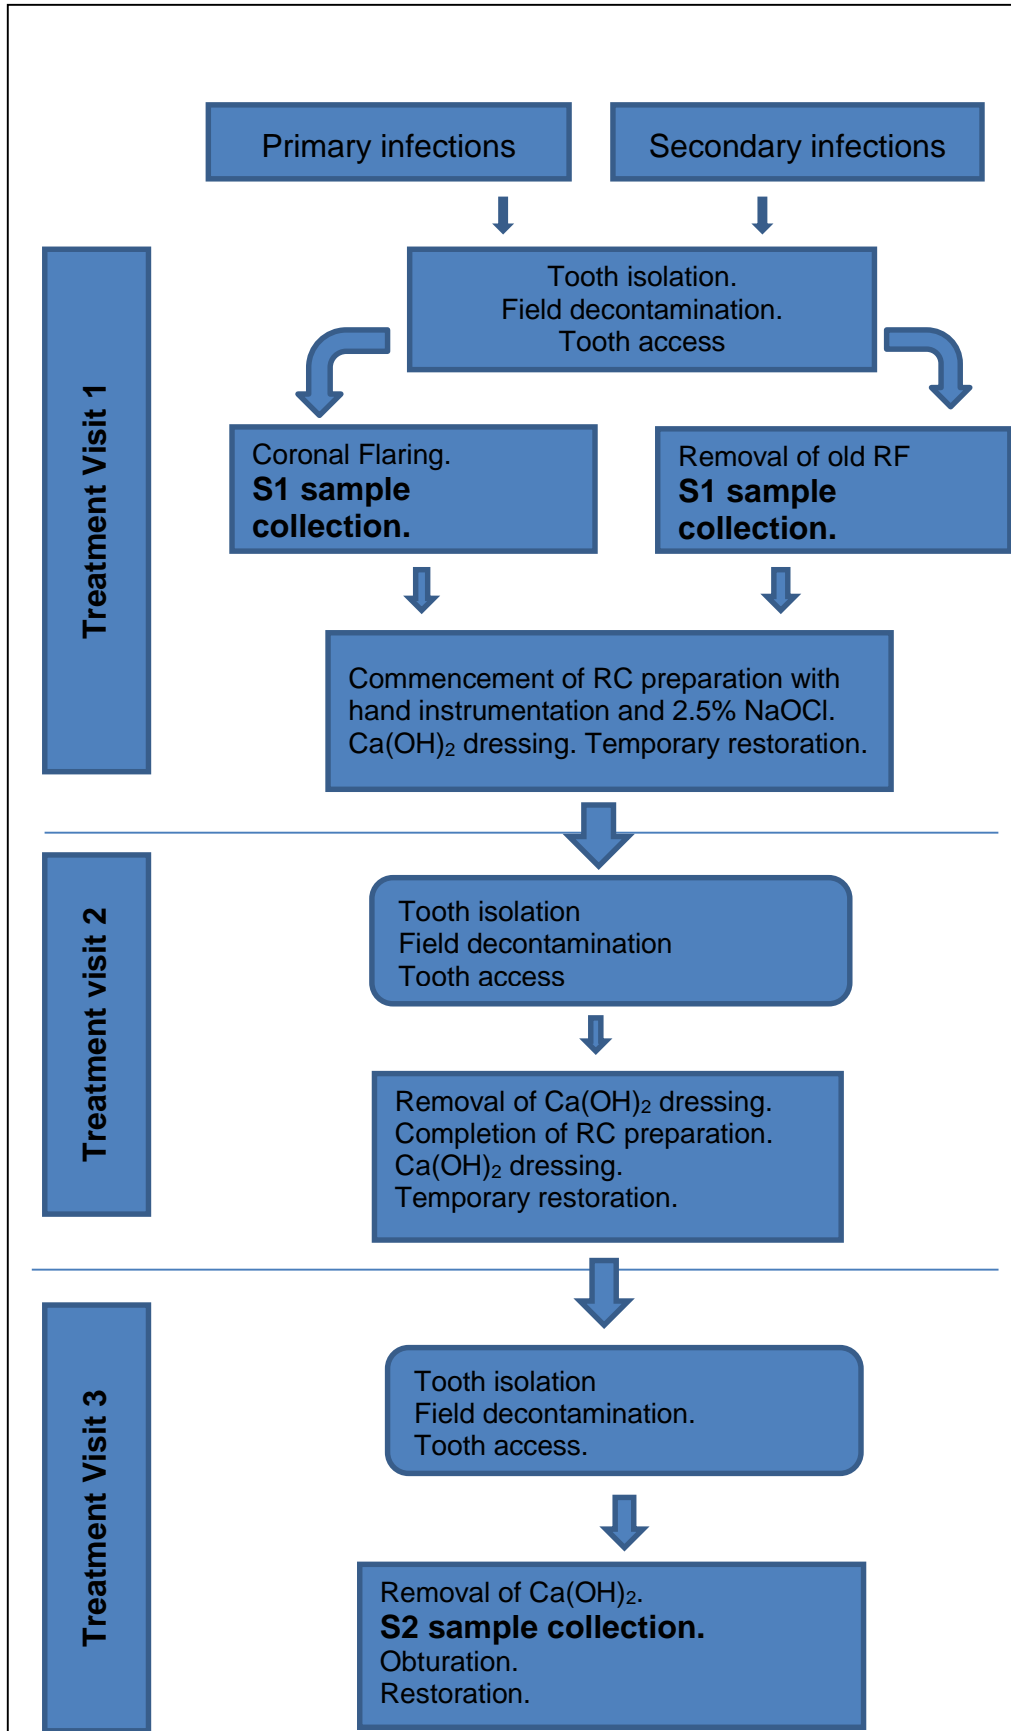 Primary infections
Secondary infections
Treatment Visit 1
Tooth isolation.
Field decontamination.
Tooth access
Coronal Flaring.
S1 sample
collection.
Removal of old RF
S1 sample
collection.
Commencement of RC preparation with
hand instrumentation and 2.5% NaOCl.
Ca(OH)₂ dressing. Temporary restoration.
Treatment visit 2
Tooth isolation
Field decontamination
Tooth access
Removal of Ca(OH)₂ dressing.
Completion of RC preparation.
Ca(OH)₂ dressing.
Temporary restoration.
Treatment Visit 3
Tooth isolation
Field decontamination.
Tooth access.
Removal of Ca(OH)₂.
S2 sample collection.
Obturation.
Restoration.